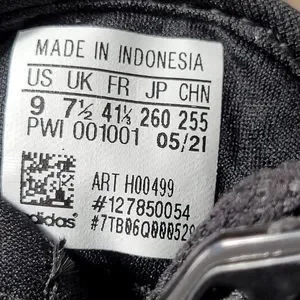 MADE IN INDONESIA
US UK FR JP CHN
9 7½ 41⅓ 260 255
PWI 001001 05/21
ART H00499
#127850054
adidas #7TB06Q000529